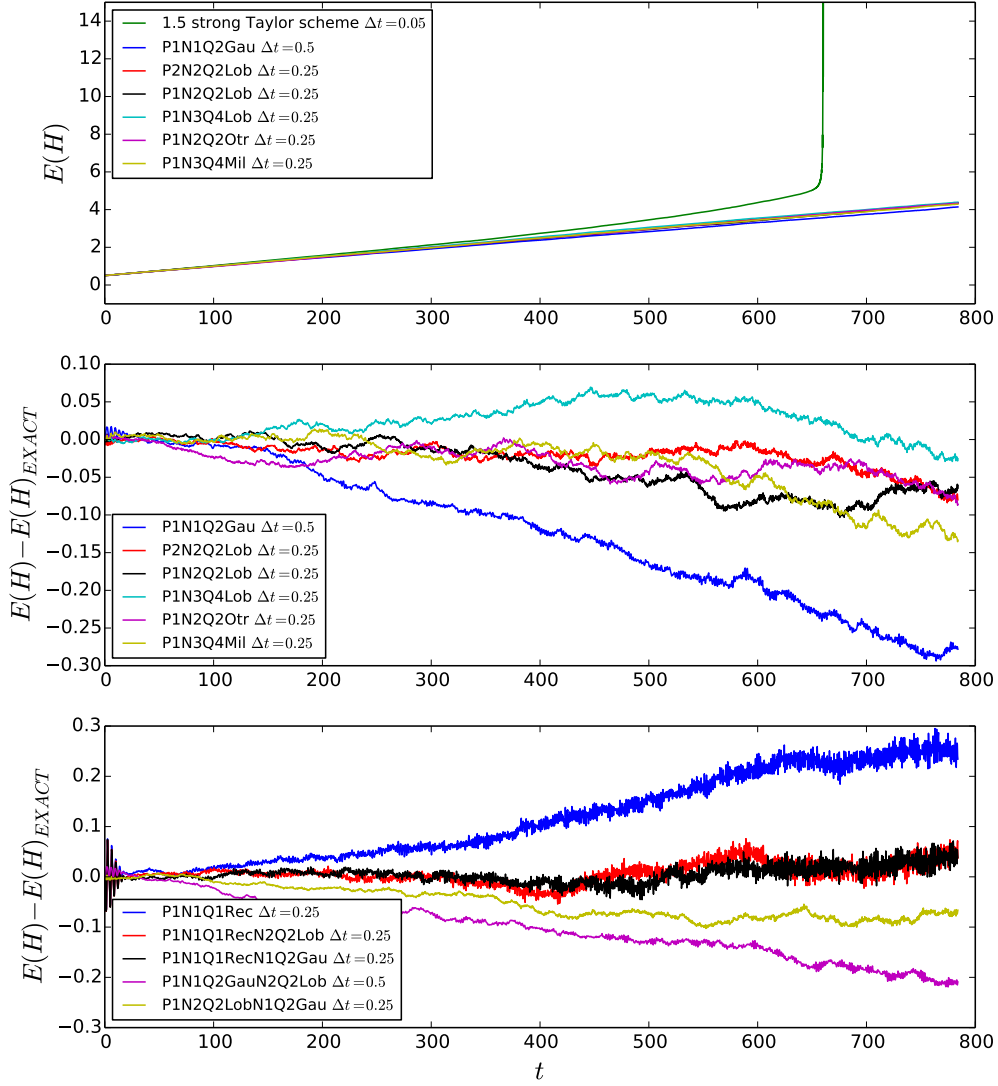 14
12
10
8
6
4
2
0
E(H)
1.5 strong Taylor scheme Δt=0.05
P1N1Q2Gau Δt=0.5
P2N2Q2Lob Δt=0.25
P1N2Q2Lob Δt=0.25
P1N3Q4Lob Δt=0.25
P1N2Q2Otr Δt=0.25
P1N3Q4Mil Δt=0.25
0 100 200 300 400 500 600 700 800
0.10
0.05
0.00
−0.05
−0.10
−0.15
−0.20
−0.25
−0.30
E(H)−E(H)EXACT
P1N1Q2Gau Δt=0.5
P2N2Q2Lob Δt=0.25
P1N2Q2Lob Δt=0.25
P1N3Q4Lob Δt=0.25
P1N2Q2Otr Δt=0.25
P1N3Q4Mil Δt=0.25
0 100 200 300 400 500 600 700 800
0.3
0.2
0.1
0.0
−0.1
−0.2
−0.3
E(H)−E(H)EXACT
P1N1Q1Rec Δt=0.25
P1N1Q1RecN2Q2Lob Δt=0.25
P1N1Q1RecN1Q2Gau Δt=0.25
P1N1Q2GauN2Q2Lob Δt=0.5
P1N2Q2LobN1Q2Gau Δt=0.25
0 100 200 300 400 500 600 700 800
t